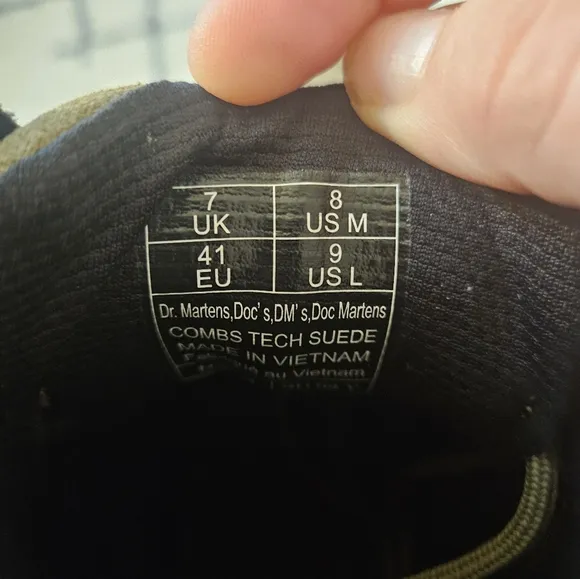 7 8
UK US M
41 9
EU US L
Dr. Martens,Doc's,DM's,Doc Martens
COMBS TECH SUEDE
MADE IN VIETNAM
au Vietnam